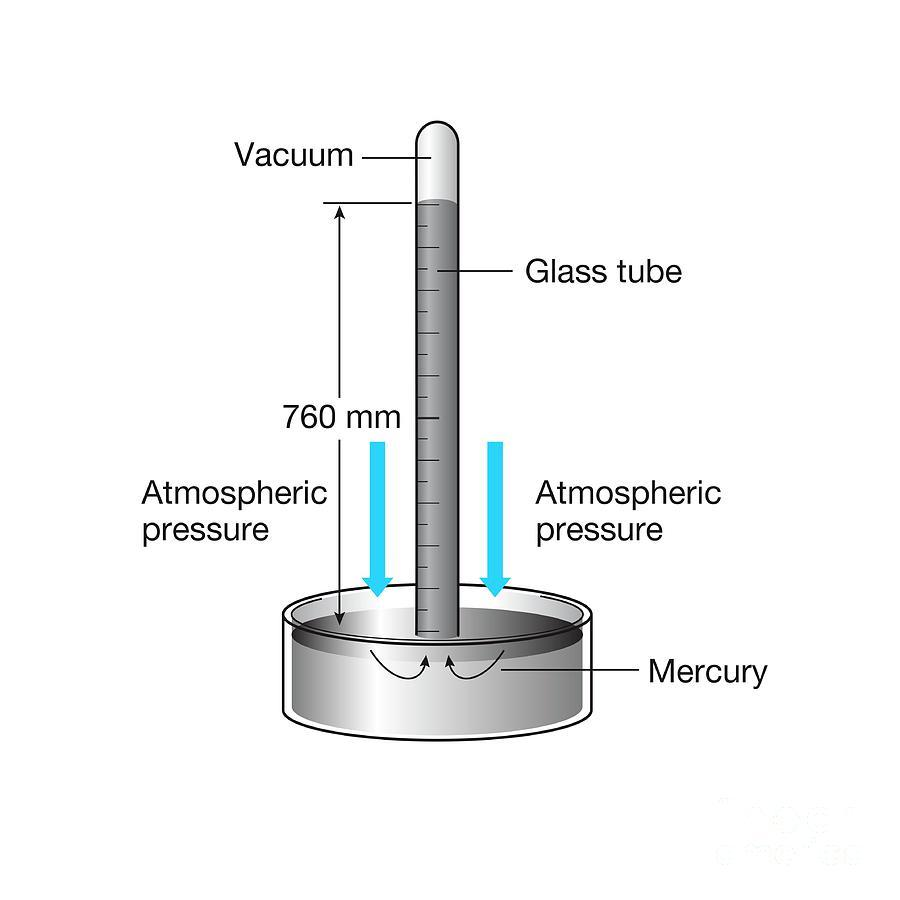 Vacuum
Glass tube
760 mm
Atmospheric
pressure
Atmospheric
pressure
Mercury